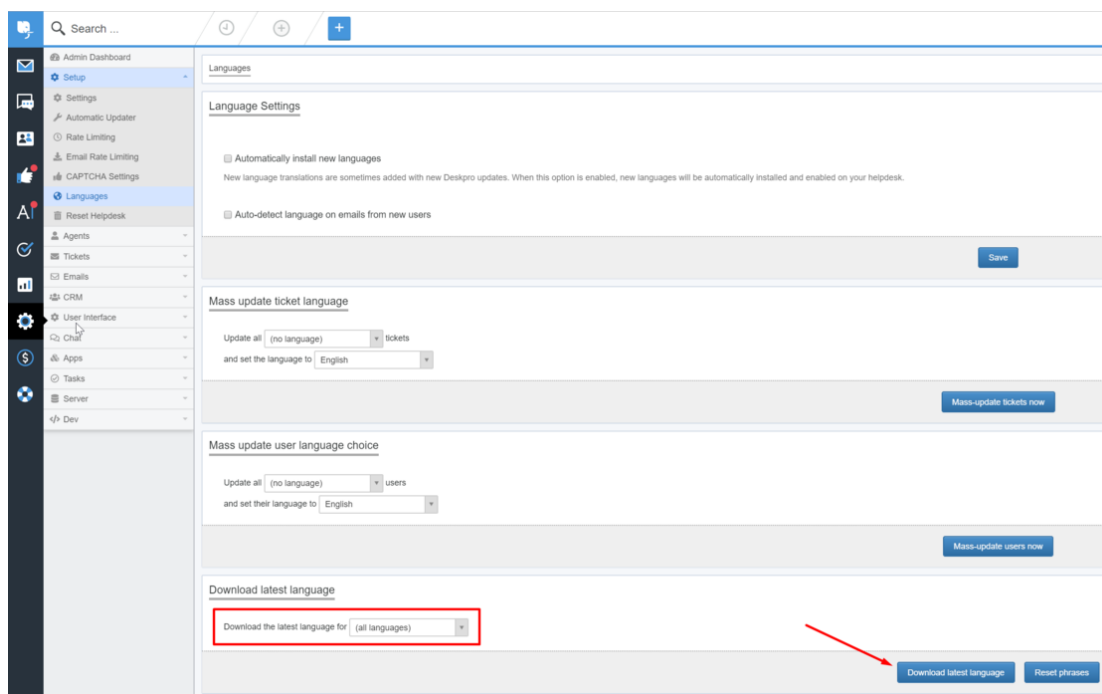 Search ...
+
Admin Dashboard
Setup
Settings
Automatic Updater
Rate Limiting
Email Rate Limiting
CAPTCHA Settings
Languages
Reset Helpdesk
Agents
Tickets
Emails
CRM
User Interface
Chat
Apps
Tasks
Server
</> Dev
Languages
Language Settings
Automatically install new languages
New language translations are sometimes added with new Deskpro updates. When this option is enabled, new languages will be automatically installed and enabled on your helpdesk.
Auto-detect language on emails from new users
Save
Mass update ticket language
Update all (no language) tickets
and set the language to English
Mass-update tickets now
Mass update user language choice
Update all (no language) users
and set their language to English
Mass-update users now
Download latest language
Download the latest language for (all languages)
Download latest language Reset phrases